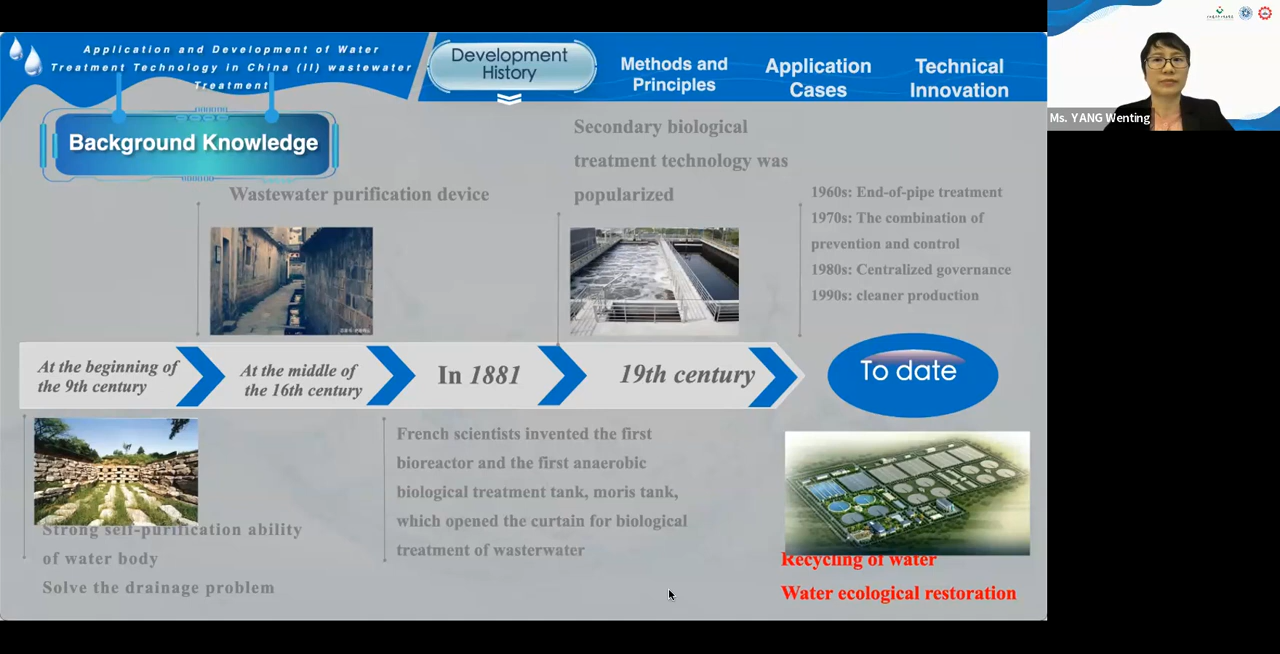 Application and Development of Water
Treatment Technology in China (II) wastewater
Treatment
Development
History
Methods and
Principles
Application
Cases
Technical
Innovation
Ms. YANG Wenting
Background Knowledge
Secondary biological
treatment technology was
popularized
Wastewater purification device
1960s: End-of-pipe treatment
1970s: The combination of
prevention and control
1980s: Centralized governance
1990s: cleaner production
At the beginning of
the 9th century
At the middle of
the 16th century
In 1881
19th century
To date
French scientists invented the first
bioreactor and the first anaerobic
biological treatment tank, moris tank,
which opened the curtain for biological
treatment of wasterwater
Strong self-purification ability
of water body
Solve the drainage problem
Recycling of water
Water ecological restoration